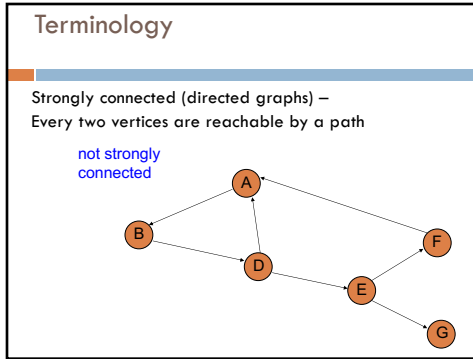 Terminology
Strongly connected (directed graphs) –
Every two vertices are reachable by a path
not strongly
connected
A
B
F
D
E
G